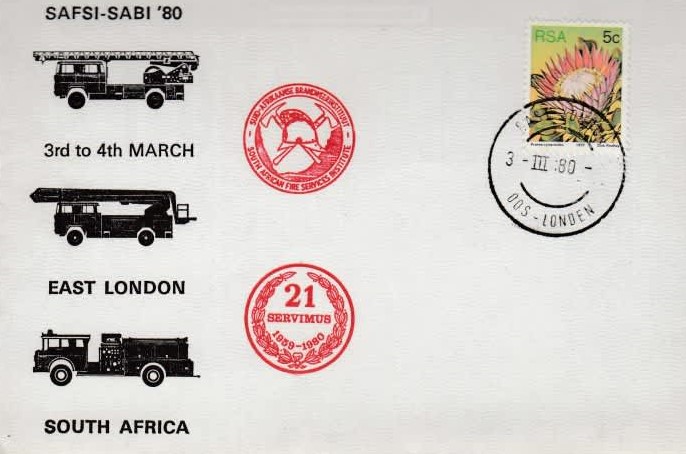 SAFSI-SABI '80
3rd to 4th MARCH
EAST LONDON
SOUTH AFRICA
SUID-AFRIKAANSE BRANDWEERINSTITUUT
SOUTH AFRICAN FIRE SERVICES INSTITUTE
21
SERVIMUS
1959-1980
RSA 5c
1977
3 -III :80 -
OOS-LONDEN